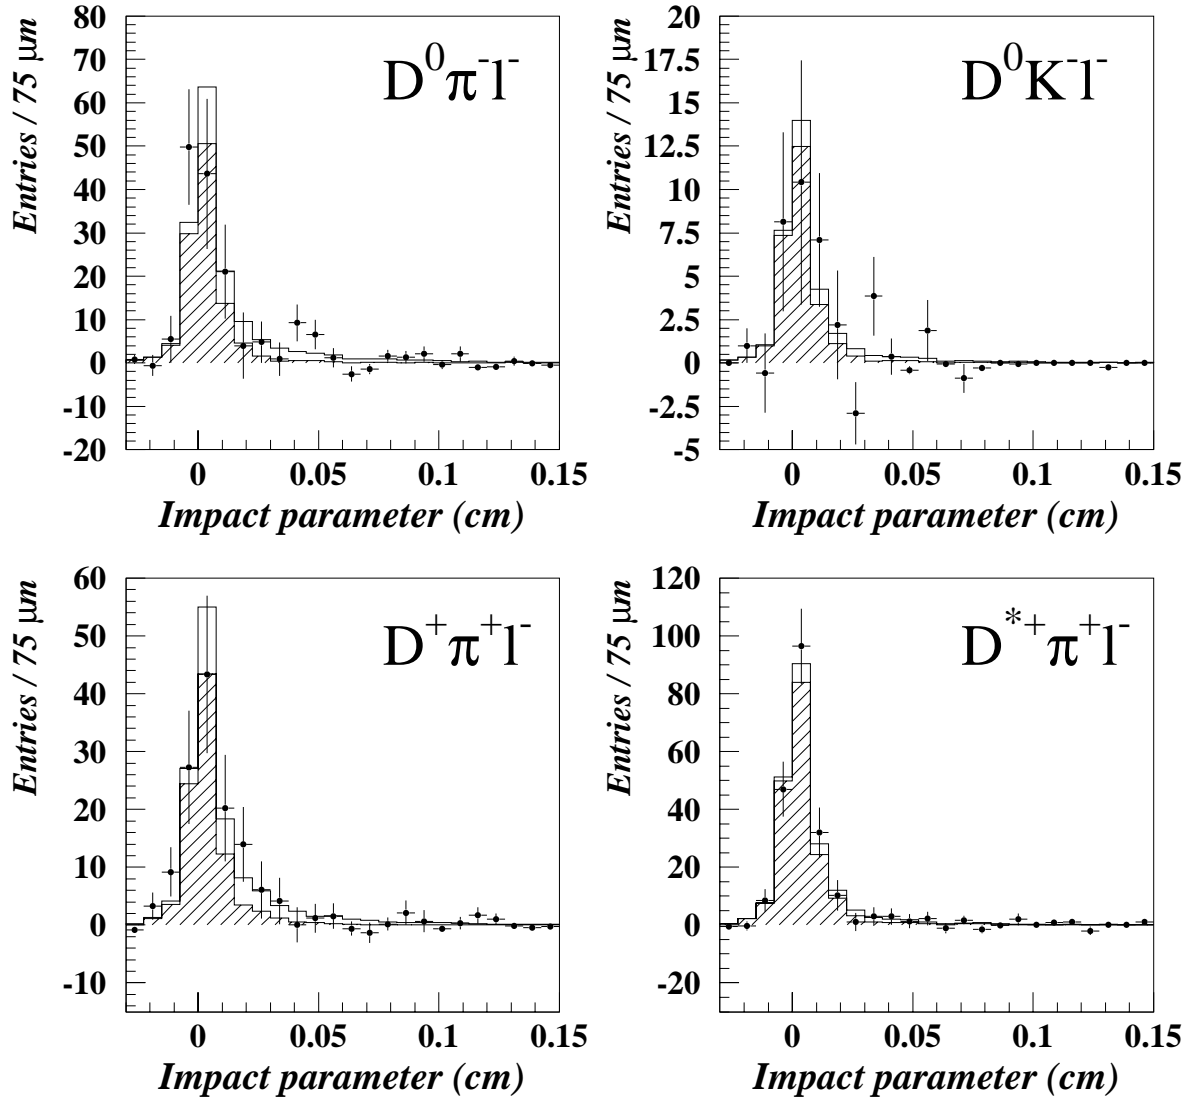 Entries / 75 μm
80
70
60
50
40
30
20
10
0
-10
-20
D⁰π⁻l⁻
0 0.05 0.1 0.15
Impact parameter (cm)
Entries / 75 μm
20
17.5
15
12.5
10
7.5
5
2.5
0
-2.5
-5
D⁰K⁻l⁻
0 0.05 0.1 0.15
Impact parameter (cm)
Entries / 75 μm
60
50
40
30
20
10
0
-10
D⁺π⁺l⁻
0 0.05 0.1 0.15
Impact parameter (cm)
Entries / 75 μm
120
100
80
60
40
20
0
-20
D*⁺π⁺l⁻
0 0.05 0.1 0.15
Impact parameter (cm)